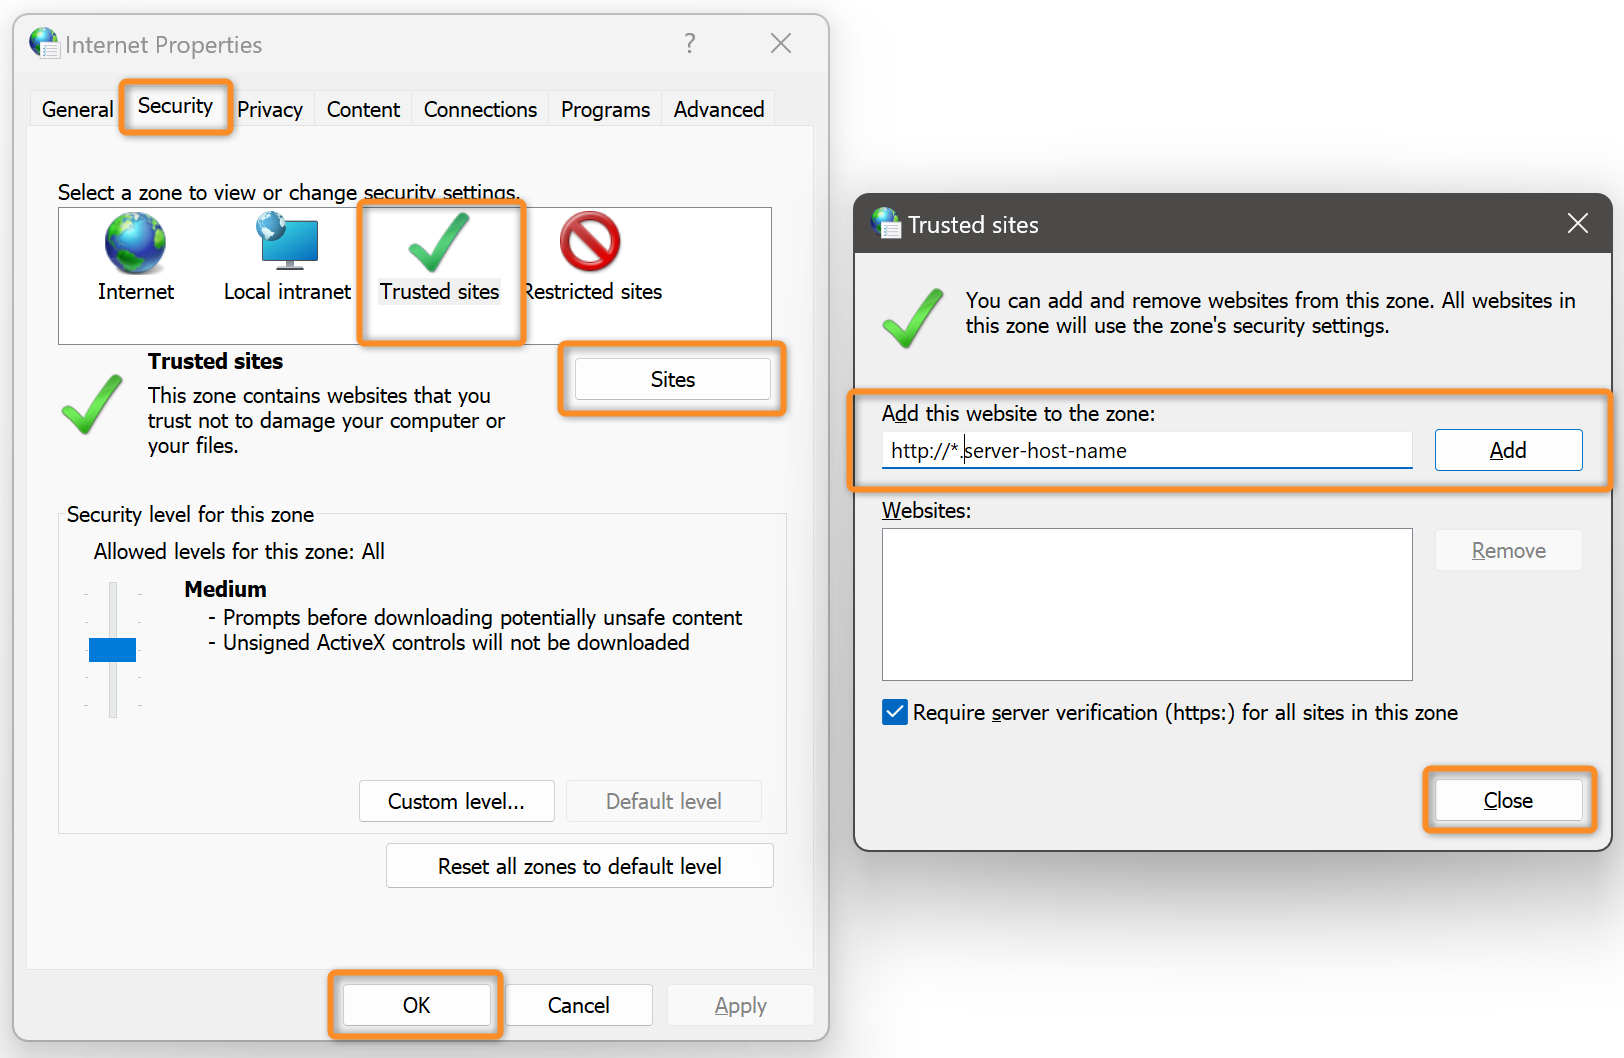 Internet Properties
?
General
Security
Privacy
Content
Connections
Programs
Advanced
Select a zone to view or change security settings.
Internet
Local intranet
Trusted sites
Restricted sites
Trusted sites
This zone contains websites that you
trust not to damage your computer or
your files.
Sites
Security level for this zone
Allowed levels for this zone: All
Medium
- Prompts before downloading potentially unsafe content
- Unsigned ActiveX controls will not be downloaded
Custom level...
Default level
Reset all zones to default level
OK
Cancel
Apply
Trusted sites
You can add and remove websites from this zone. All websites in
this zone will use the zone's security settings.
Add this website to the zone:
http://*.server-host-name
Add
Websites:
Remove
Require server verification (https:) for all sites in this zone
Close